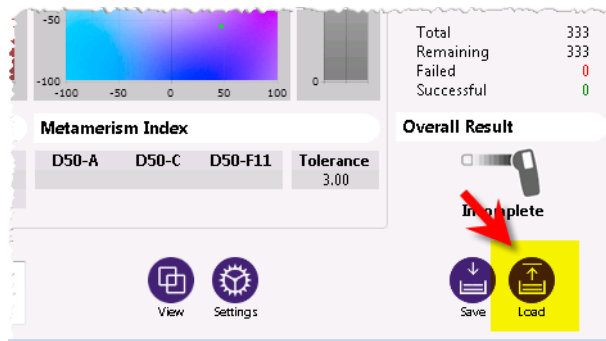 -50
-100
-100 -50 0 50 100
0
Total 333
Remaining 333
Failed 0
Successful 0
Metamerism Index
D50-A D50-C D50-F11 Tolerance
3.00
Overall Result
Incomplete
View Settings Save Load